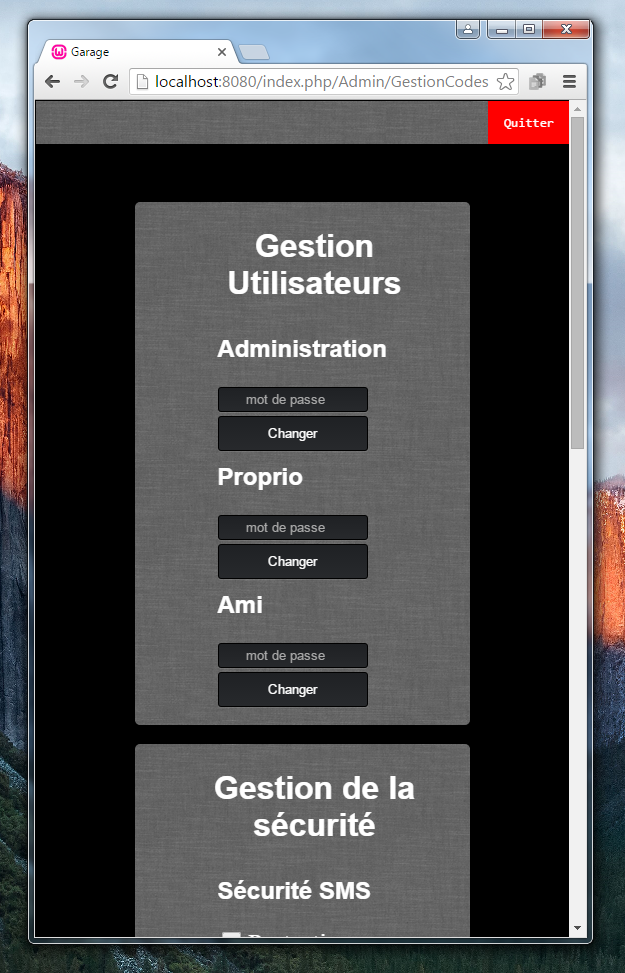 Garage
localhost:8080/index.php/Admin/GestionCodes
Quitter
Gestion
Utilisateurs
Administration
mot de passe
Changer
Proprio
mot de passe
Changer
Ami
mot de passe
Changer
Gestion de la
sécurité
Sécurité SMS